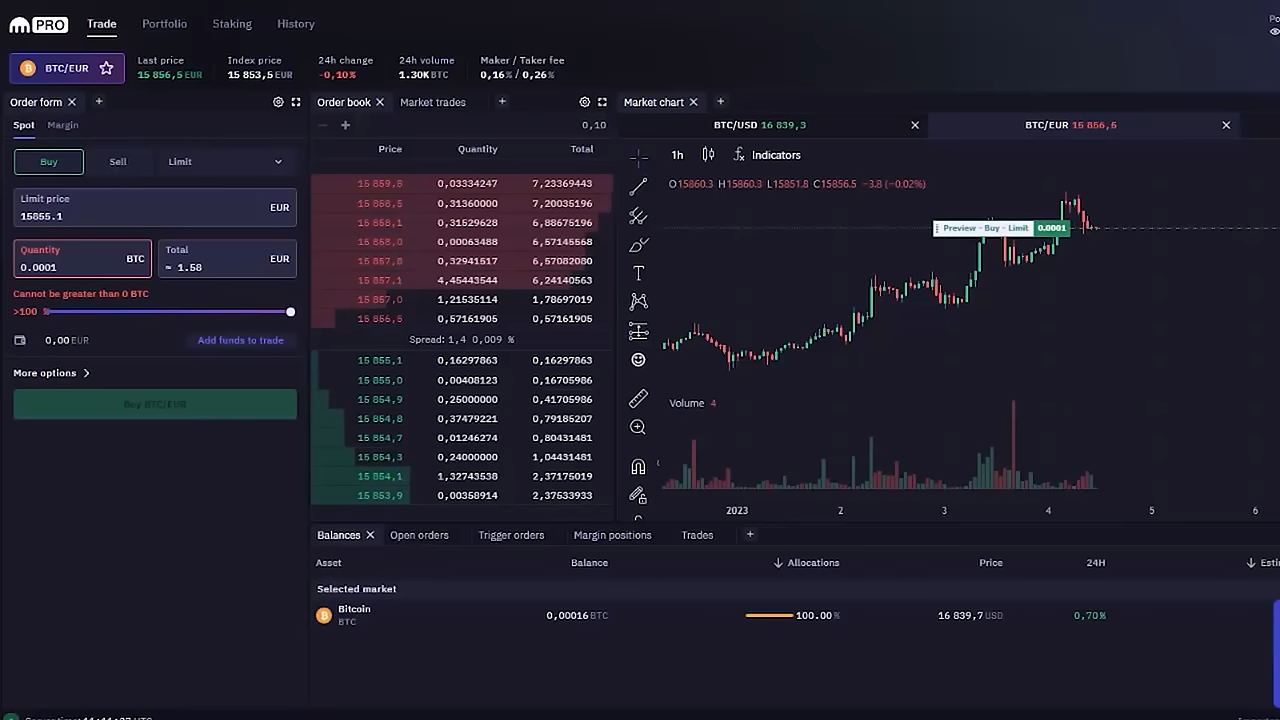 PRO Trade Portfolio Staking History
BTC/EUR
Last price Index price 24h change 24h volume Maker / Taker fee
15 856,5 EUR 15 853,5 EUR -0,10% 1.30K BTC 0,16% / 0,26%
Order form
Spot Margin
Buy Sell Limit
Limit price
15855.1 EUR
Quantity
0.0001 BTC
Total
≈ 1.58 EUR
Cannot be greater than 0 BTC
>100 %
0,00 EUR Add funds to trade
More options
Buy BTC/EUR
Order book Market trades
0,10
Price Quantity Total
15 859,8 0,03334247 7,23369443
15 858,5 0,31360000 7,20035196
15 858,1 0,31529628 6,88675196
15 858,0 0,00063488 6,57145568
15 857,8 0,32941517 6,57082080
15 857,1 4,45443544 6,24140563
15 857,0 1,21535114 1,78697019
15 856,5 0,57161905 0,57161905
Spread: 1,4 0,009 %
15 855,1 0,16297863 0,16297863
15 855,0 0,00408123 0,16705986
15 854,9 0,25000000 0,41705986
15 854,8 0,37479221 0,79185207
15 854,7 0,01246274 0,80431481
15 854,3 0,24000000 1,04431481
15 854,1 1,32743538 2,37175019
15 853,9 0,00358914 2,37533933
Market chart
BTC/USD 16 839,3 BTC/EUR 15 856,5
1h Indicators
O15860.3 H15860.3 L15851.8 C15856.5 −3.8 (−0.02%)
Preview - Buy - Limit 0.0001
Volume 4
2023 2 3 4 5 6
Balances Open orders Trigger orders Margin positions Trades
Asset Balance Allocations Price 24H
Selected market
Bitcoin
BTC
0,00016 BTC 100.00 % 16 839,7 USD 0,70%